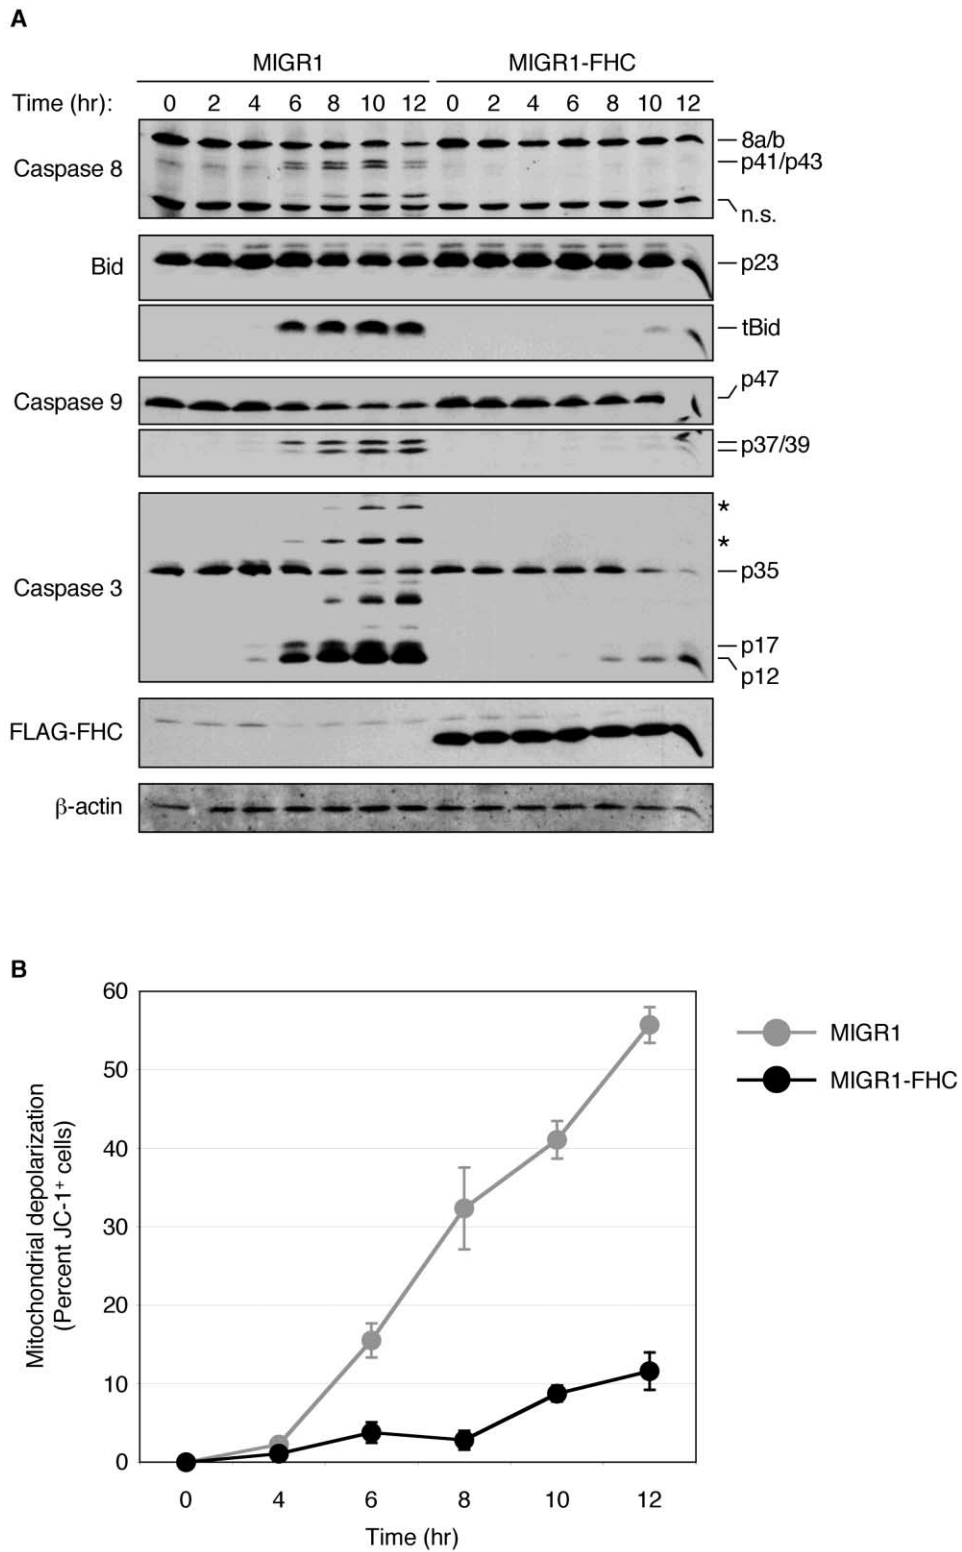 A
MIGR1 MIGR1-FHC
Time (hr): 0 2 4 6 8 10 12 0 2 4 6 8 10 12
Caspase 8
8a/b
p41/p43
n.s.
Bid
p23
tBid
Caspase 9
p47
p37/39
Caspase 3
*
*
p35
p17
p12
FLAG-FHC
β-actin
B
Mitochondrial depolarization
(Percent JC-1⁺ cells)
60
50
40
30
20
10
0
0 4 6 8 10 12
Time (hr)
MIGR1
MIGR1-FHC